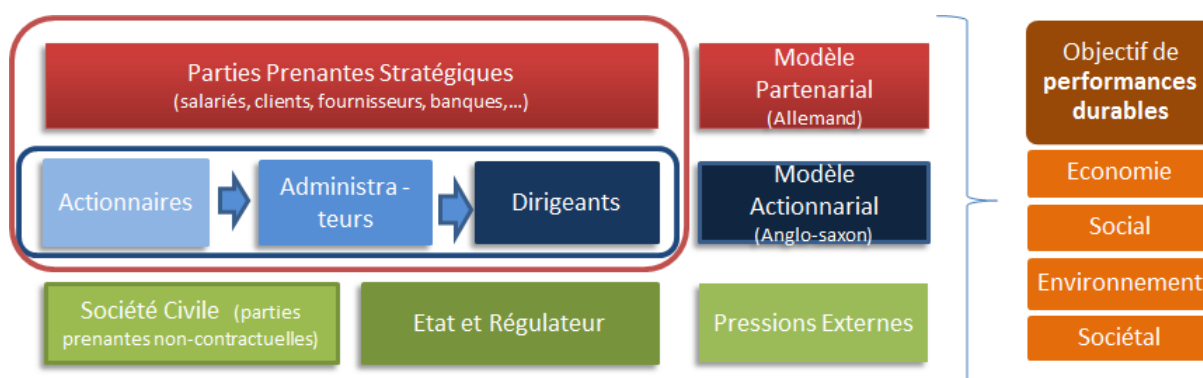 Parties Prenantes Stratégiques
(salariés, clients, fournisseurs, banques,...)
Modèle
Partenarial
(Allemand)
Actionnaires
Administra -
teurs
Dirigeants
Modèle
Actionnarial
(Anglo-saxon)
Société Civile (parties
prenantes non-contractuelles)
Etat et Régulateur
Pressions Externes
Objectif de
performances
durables
Economie
Social
Environnement
Sociétal